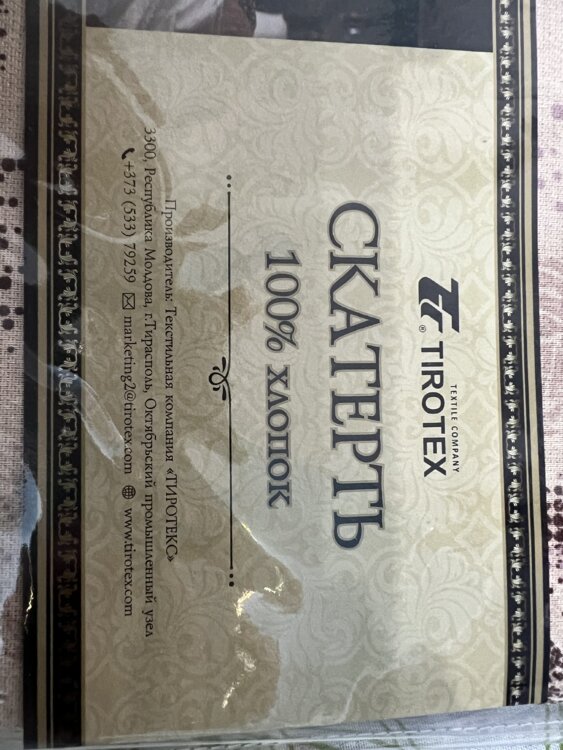 TIROTEX
TEXTILE COMPANY
®
СКАТЕРТЬ
100% ХЛОПОК
Производитель: Текстильная компания «ТИРОТЕКС»
3300, Республика Молдова, г.Тирасполь, Октябрьский промышленный узел
+373 (533) 79259 marketing2@tirotex.com www.tirotex.com